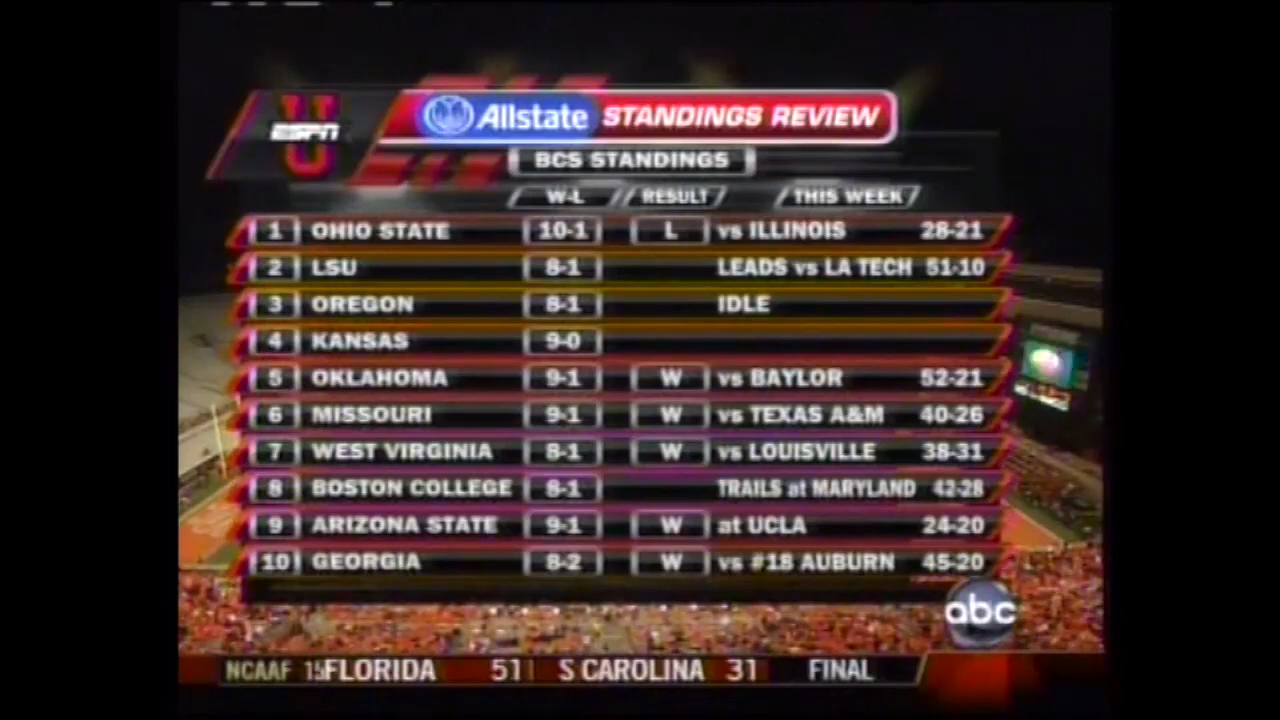 ESPN U Allstate STANDINGS REVIEW
BCS STANDINGS
W-L RESULT THIS WEEK
1 OHIO STATE 10-1 L vs ILLINOIS 28-21
2 LSU 8-1 LEADS vs LA TECH 51-10
3 OREGON 8-1 IDLE
4 KANSAS 9-0
5 OKLAHOMA 9-1 W vs BAYLOR 52-21
6 MISSOURI 9-1 W vs TEXAS A&M 40-26
7 WEST VIRGINIA 8-1 W vs LOUISVILLE 38-31
8 BOSTON COLLEGE 8-1 TRAILS at MARYLAND 42-28
9 ARIZONA STATE 9-1 W at UCLA 24-20
10 GEORGIA 8-2 W vs #18 AUBURN 45-20
abc
NCAAF 15 FLORIDA 51 S CAROLINA 31 FINAL